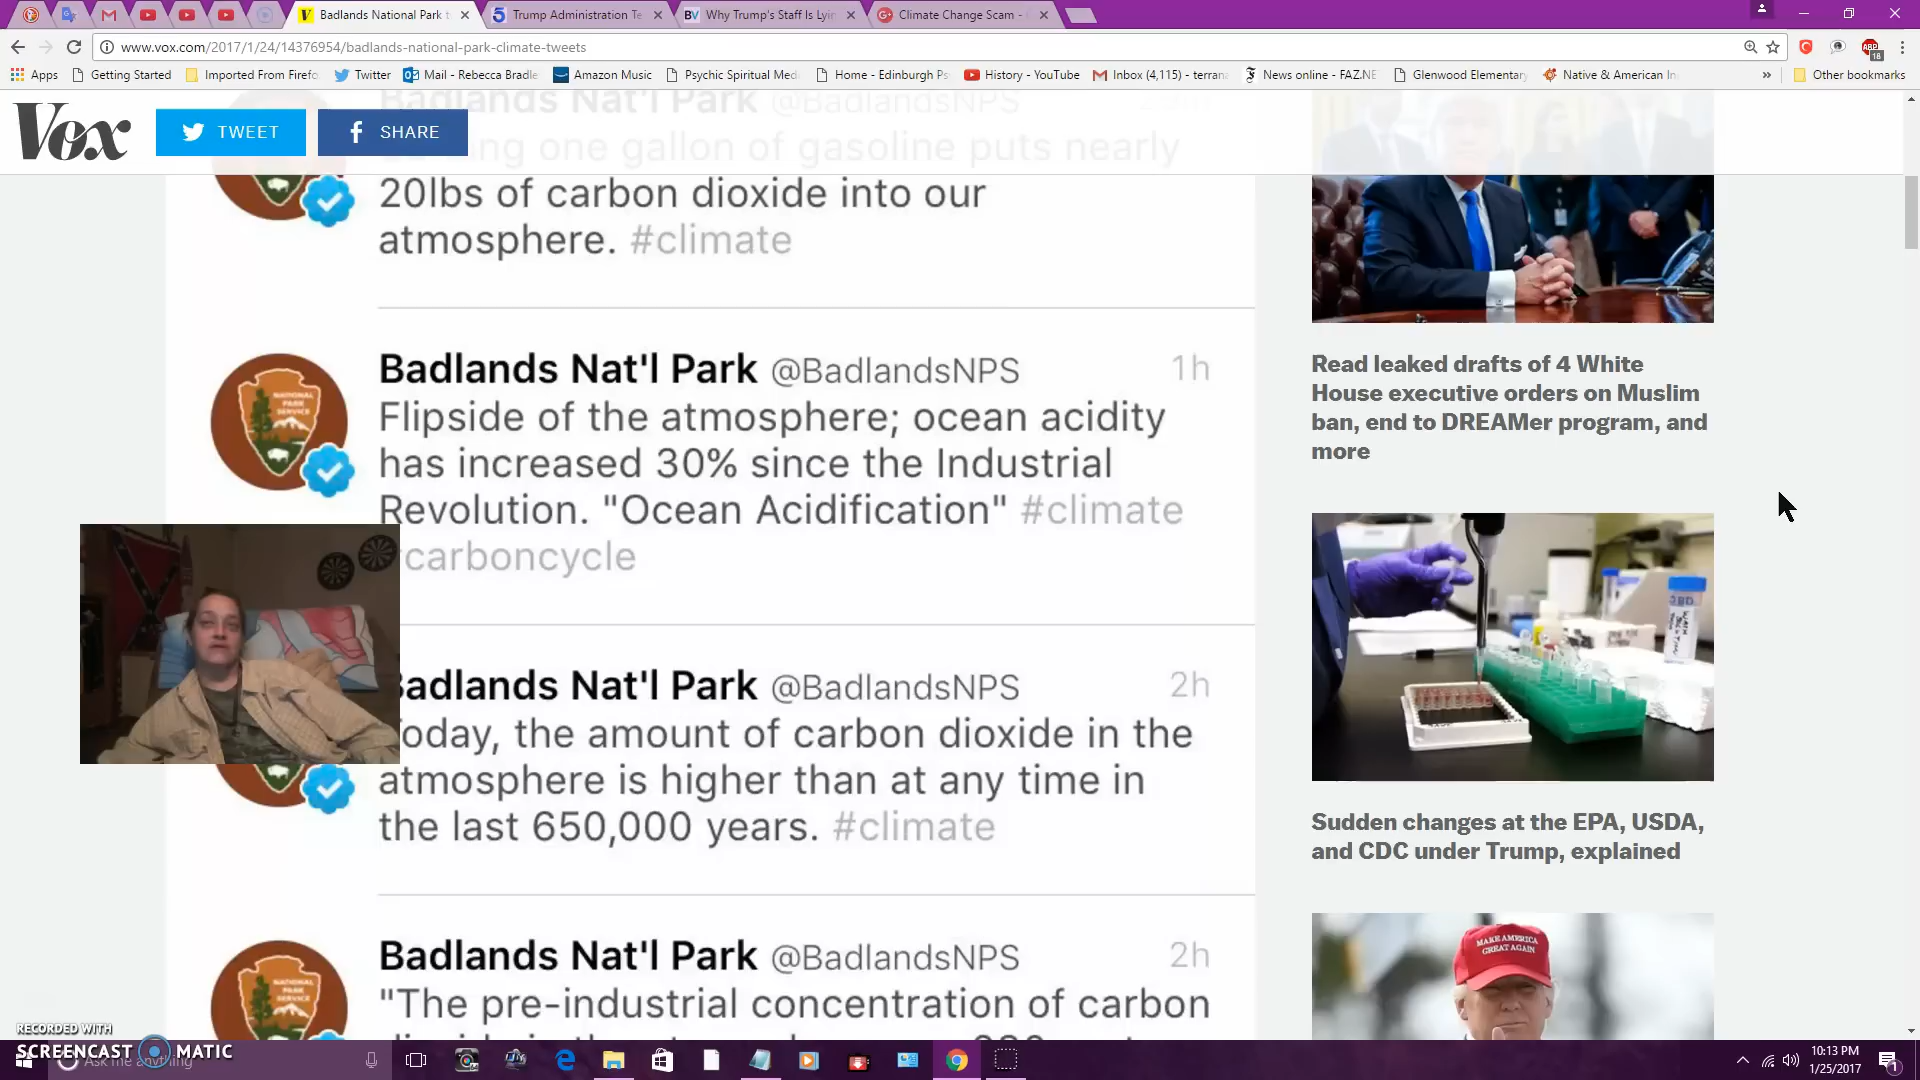 Badlands National Park t
Trump Administration Te
Why Trump's Staff Is Lyin
Climate Change Scam -
www.vox.com/2017/1/24/14376954/badlands-national-park-climate-tweets
Apps
Getting Started
Imported From Firefo
Twitter
Mail - Rebecca Bradle
Amazon Music
Psychic Spiritual Med
Home - Edinburgh Ps
History - YouTube
Inbox (4,115) - terran
News online - FAZ.NE
Glenwood Elementary
Native & American In
Other bookmarks
Vox
TWEET
SHARE
Badlands Nat'l Park @BadlandsNPS
one gallon of gasoline puts nearly
20lbs of carbon dioxide into our
atmosphere. #climate
Badlands Nat'l Park @BadlandsNPS 1h
Flipside of the atmosphere; ocean acidity
has increased 30% since the Industrial
Revolution. "Ocean Acidification" #climate
carboncycle
adlands Nat'l Park @BadlandsNPS 2h
oday, the amount of carbon dioxide in the
atmosphere is higher than at any time in
the last 650,000 years. #climate
Badlands Nat'l Park @BadlandsNPS 2h
"The pre-industrial concentration of carbon
Read leaked drafts of 4 White
House executive orders on Muslim
ban, end to DREAMer program, and
more
Sudden changes at the EPA, USDA,
and CDC under Trump, explained
MAKE AMERICA
GREAT AGAIN
RECORDED WITH
SCREENCAST MATIC
Ask me anything
10:13 PM
1/25/2017